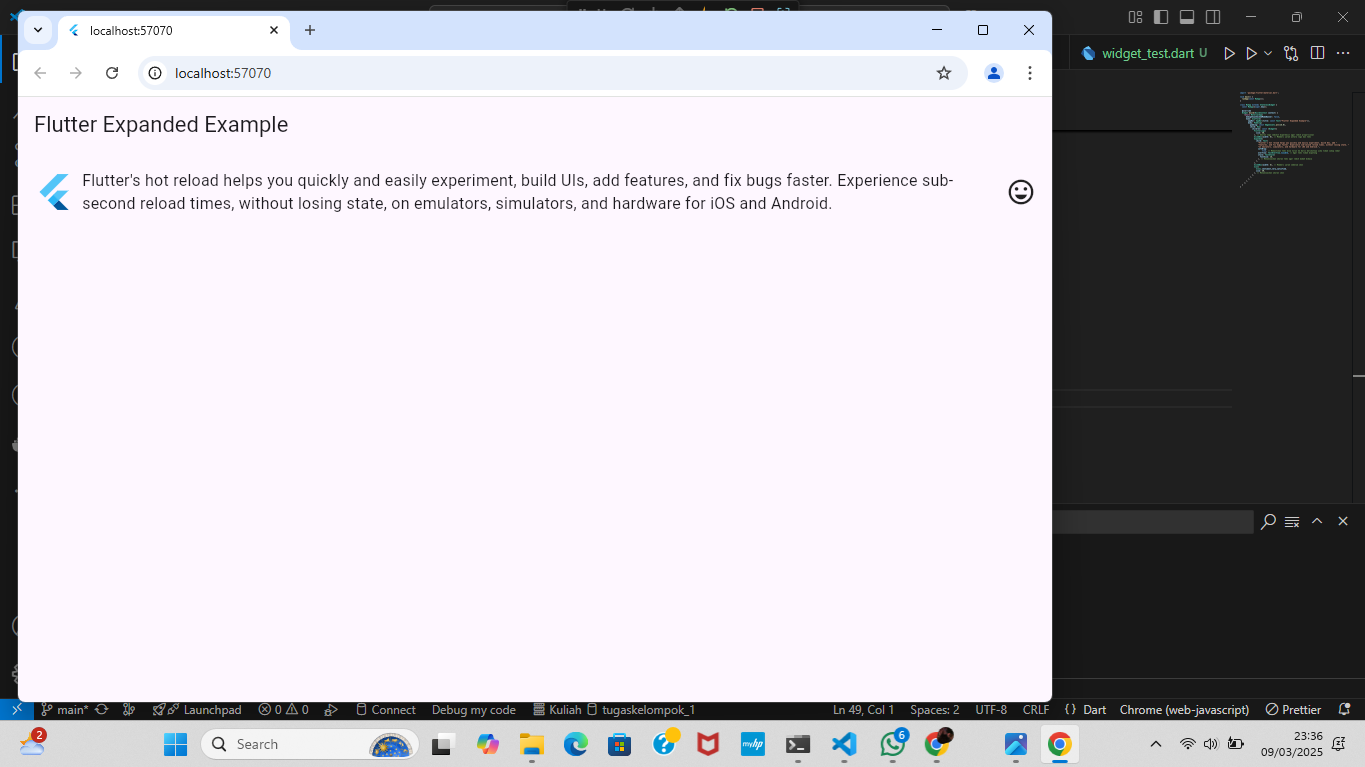 localhost:57070
localhost:57070
widget_test.dart U
Flutter Expanded Example
Flutter's hot reload helps you quickly and easily experiment, build UIs, add features, and fix bugs faster. Experience sub-
second reload times, without losing state, on emulators, simulators, and hardware for iOS and Android.
main*
Launchpad
0
0
Connect
Debug my code
Kuliah
tugaskelompok_1
Ln 49, Col 1
Spaces: 2
UTF-8
CRLF
{} Dart
Chrome (web-javascript)
Prettier
2
Search
myhp
6
23:36
09/03/2025